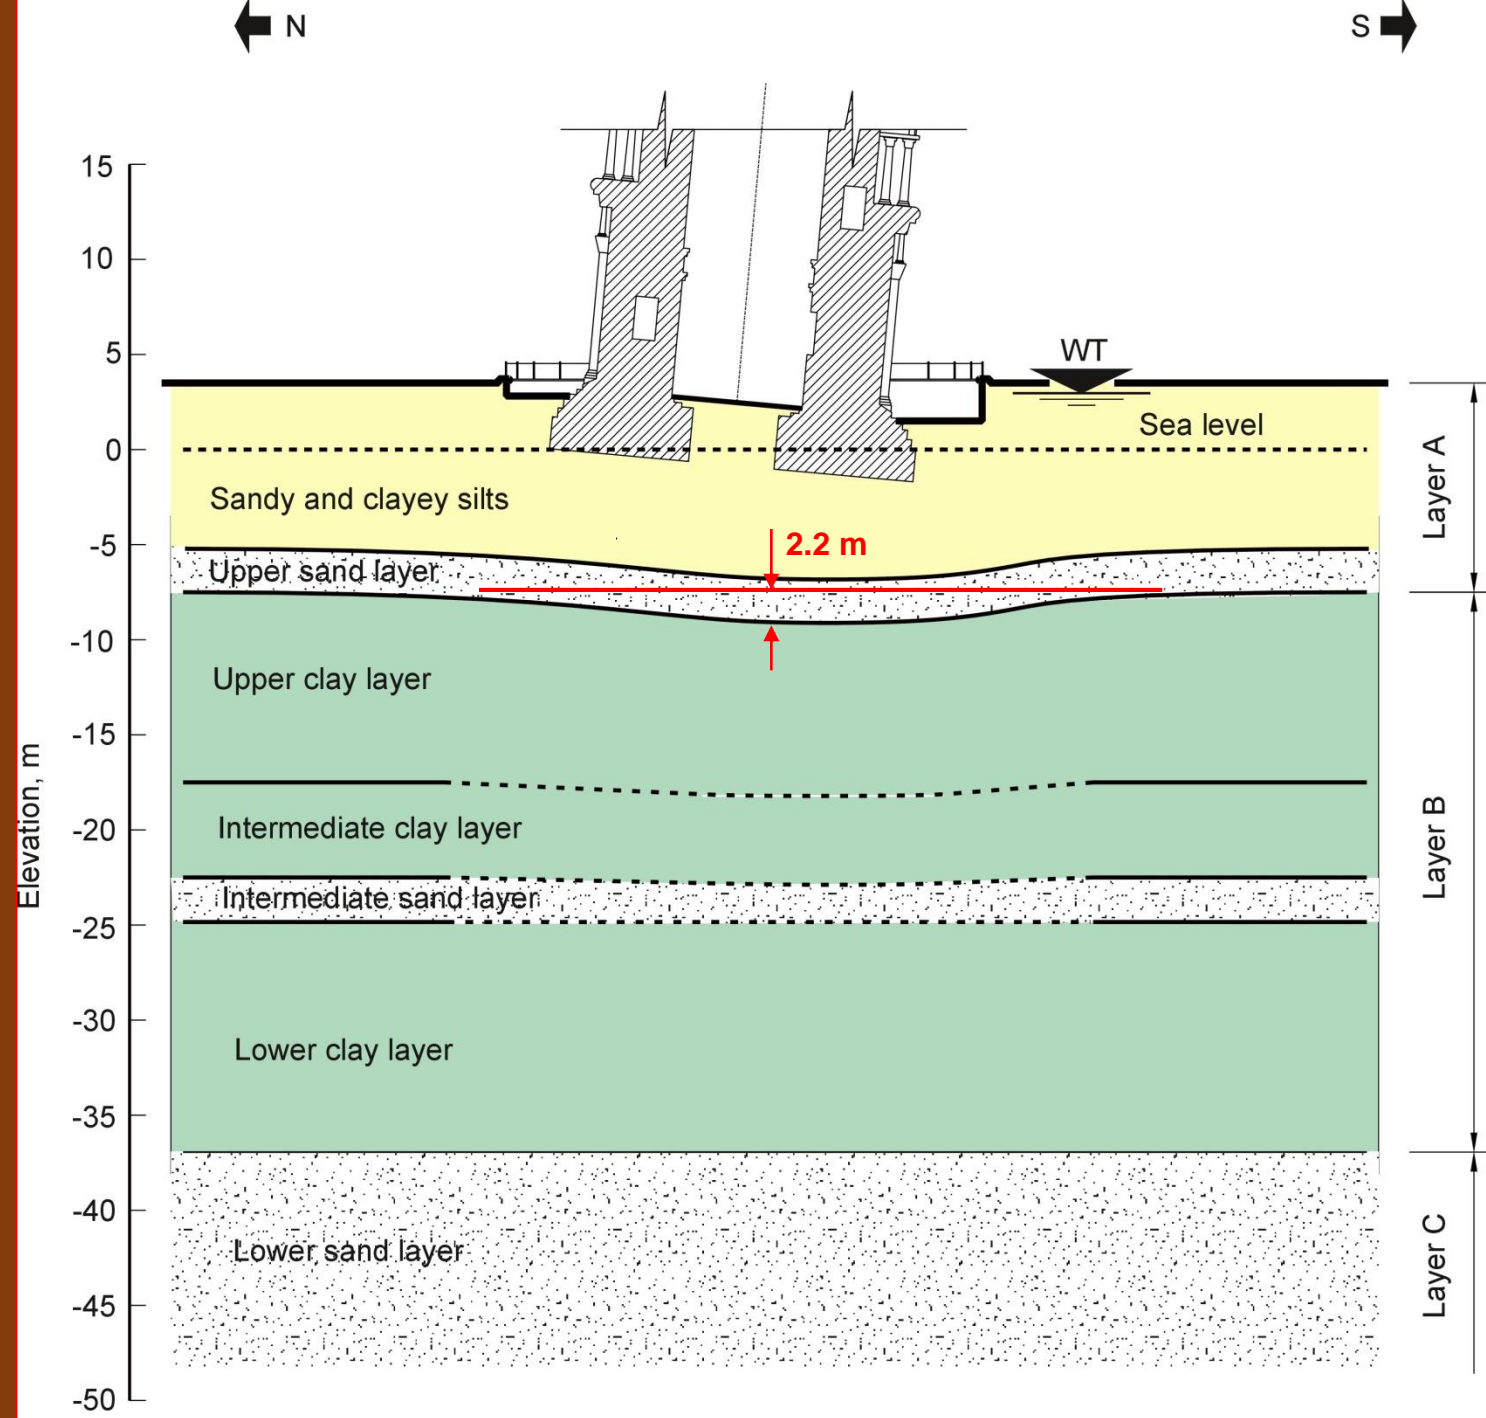 N
S
15
10
5
WT
Sea level
0
Layer A
Sandy and clayey silts
-5
2.2 m
Upper sand layer
-10
Upper clay layer
-15
Elevation, m
Intermediate clay layer
-20
Layer B
Intermediate sand layer
-25
-30
Lower clay layer
-35
-40
Lower sand layer
Layer C
-45
-50